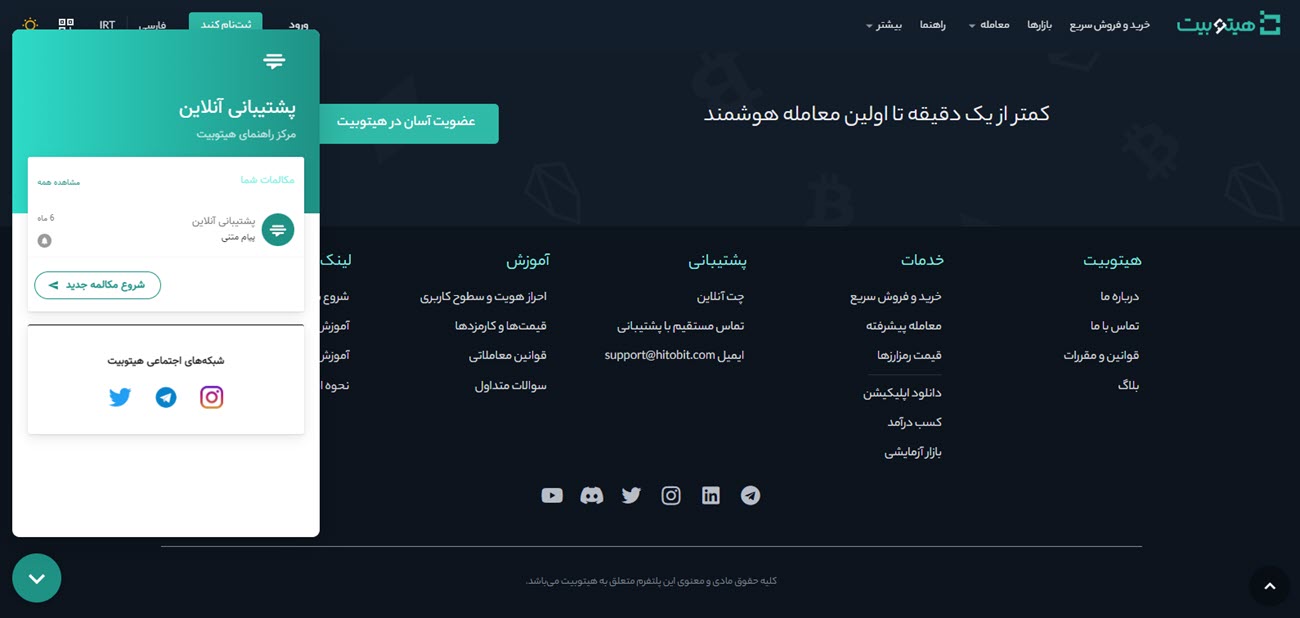 هیتوبیت
خرید و فروش سریع
بازارها
معامله
راهنما
بیشتر
ورود
ثبت‌نام کنید
فارسی
IRT
کمتر از یک دقیقه تا اولین معامله هوشمند
عضویت آسان در هیتوبیت
پشتیبانی آنلاین
مرکز راهنمای هیتوبیت
مکالمات شما
مشاهده همه
پشتیبانی آنلاین
6 ماه
پیام متنی
شروع مکالمه جدید
شبکه‌های اجتماعی هیتوبیت
هیتوبیت
درباره ما
تماس با ما
قوانین و مقررات
بلاگ
خدمات
خرید و فروش سریع
معامله پیشرفته
قیمت رمزارزها
دانلود اپلیکیشن
کسب درآمد
بازار آزمایشی
پشتیبانی
چت آنلاین
تماس مستقیم با پشتیبانی
ایمیل support@hitobit.com
آموزش
احراز هویت و سطوح کاربری
قیمت‌ها و کارمزدها
قوانین معاملاتی
سوالات متداول
لینک
شروع
آموزش
آموزش
نحوه
کلیه حقوق مادی و معنوی این پلتفرم متعلق به هیتوبیت می‌باشد.